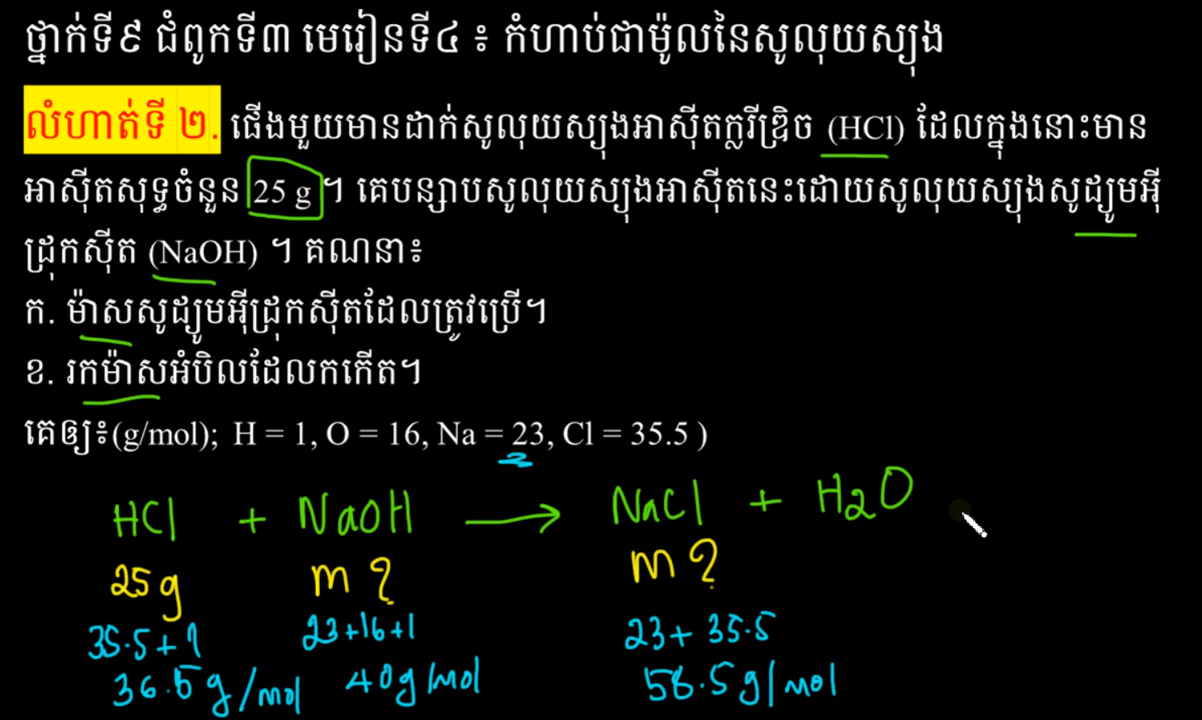 ថ្នាក់ទី៩ ជំពូកទី៣ មេរៀនទី៤ ៖ កំហាប់ជាម៉ូលនៃសូលុយស្យុង
លំហាត់ទី ២. ផើងមួយមានដាក់សូលុយស្យុងអាស៊ីតក្លរីឌ្រិច (HCl) ដែលក្នុងនោះមាន
អាស៊ីតសុទ្ធចំនួន 25 g ។ គេបន្សាបសូលុយស្យុងអាស៊ីតនេះដោយសូលុយស្យុងសូដ្យូមអ៊ី
ដ្រុកស៊ីត (NaOH) ។ គណនា៖
ក. ម៉ាសសូដ្យូមអ៊ីដ្រុកស៊ីតដែលត្រូវប្រើ។
ខ. រកម៉ាសអំបិលដែលកកើត។
គេឲ្យ៖(g/mol); H = 1, O = 16, Na = 23, Cl = 35.5 )
HCl + NaOH → NaCl + H2O
25g m ? m ?
35.5+1 23+16+1 23+ 35.5
36.5g/mol 40g/mol 58.5g/mol